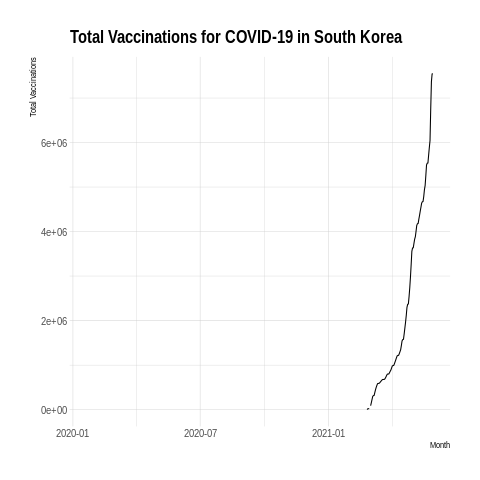 Total Vaccinations for COVID-19 in South Korea
Total Vaccinations
6e+06
4e+06
2e+06
0e+00
2020-01 2020-07 2021-01
Month